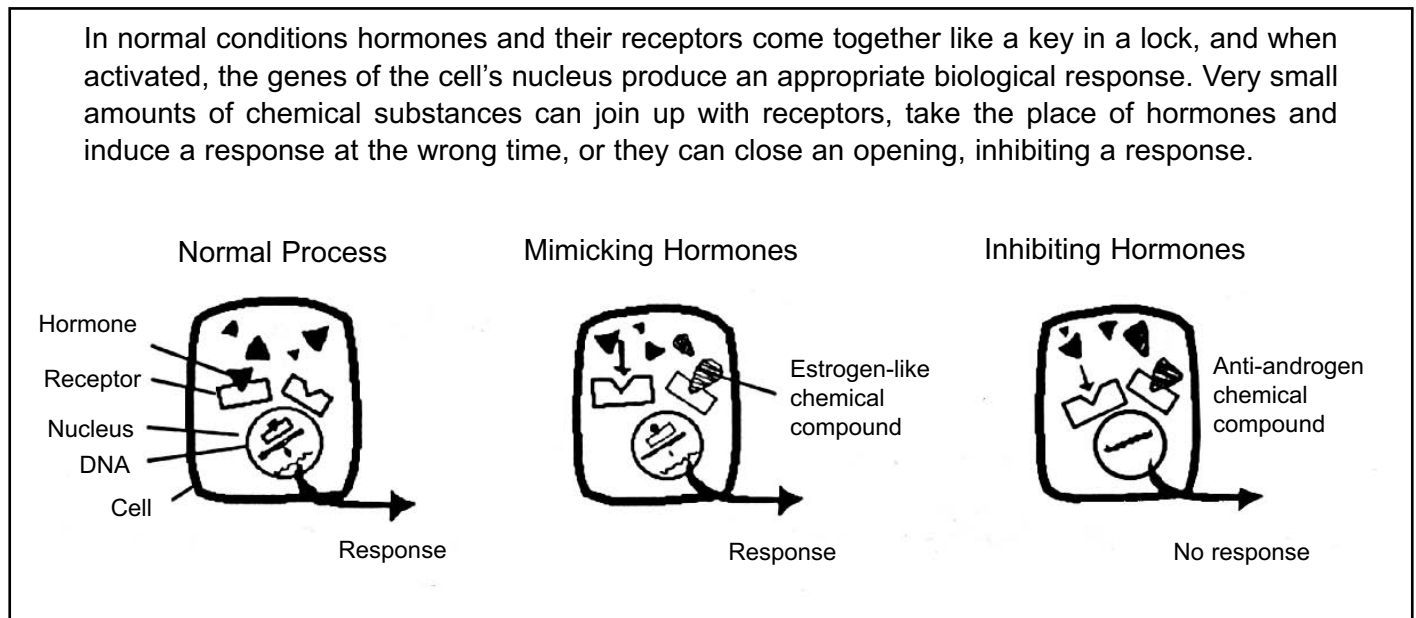 In normal conditions hormones and their receptors come together like a key in a lock, and when
activated, the genes of the cell's nucleus produce an appropriate biological response. Very small
amounts of chemical substances can join up with receptors, take the place of hormones and
induce a response at the wrong time, or they can close an opening, inhibiting a response.
Normal Process
Hormone
Receptor
Nucleus
DNA
Cell
Response
Mimicking Hormones
Estrogen-like
chemical
compound
Response
Inhibiting Hormones
Anti-androgen
chemical
compound
No response